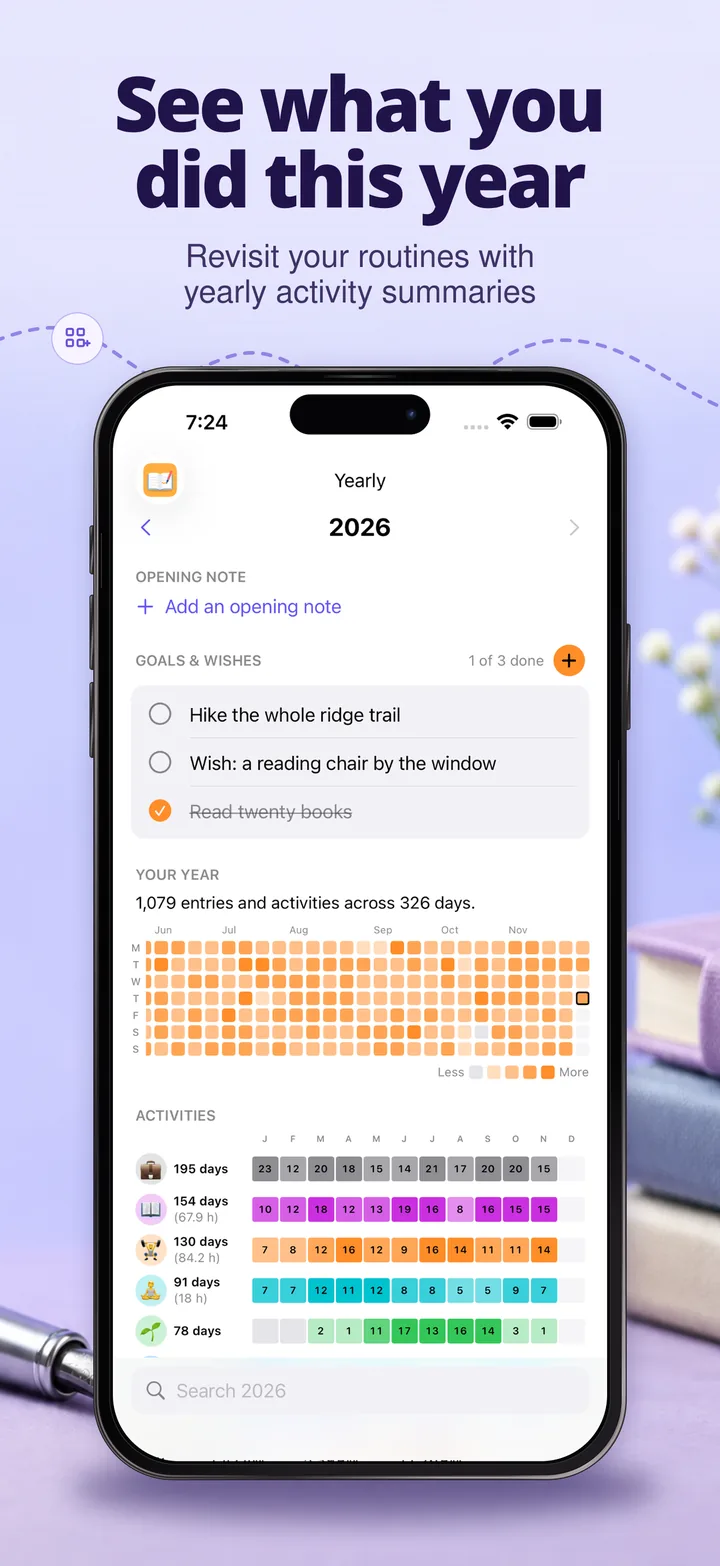 See what you
did this year
Revisit your routines with
yearly activity summaries
7:24
Yearly
2026
OPENING NOTE
+ Add an opening note
GOALS & WISHES 1 of 3 done +
Hike the whole ridge trail
Wish: a reading chair by the window
Read twenty books
YOUR YEAR
1,079 entries and activities across 326 days.
Jun Jul Aug Sep Oct Nov
M
T
W
T
F
S
S
Less More
ACTIVITIES
J F M A M J J A S O N D
195 days 23 12 20 18 15 14 21 17 20 20 15
154 days 10 12 18 12 13 19 16 8 16 15 15
(67.9 h)
130 days 7 8 12 16 12 9 16 14 11 11 14
(84.2 h)
91 days 7 7 12 11 12 8 8 5 5 9 7
(18 h)
78 days 2 1 11 17 13 16 14 3 1
Search 2026